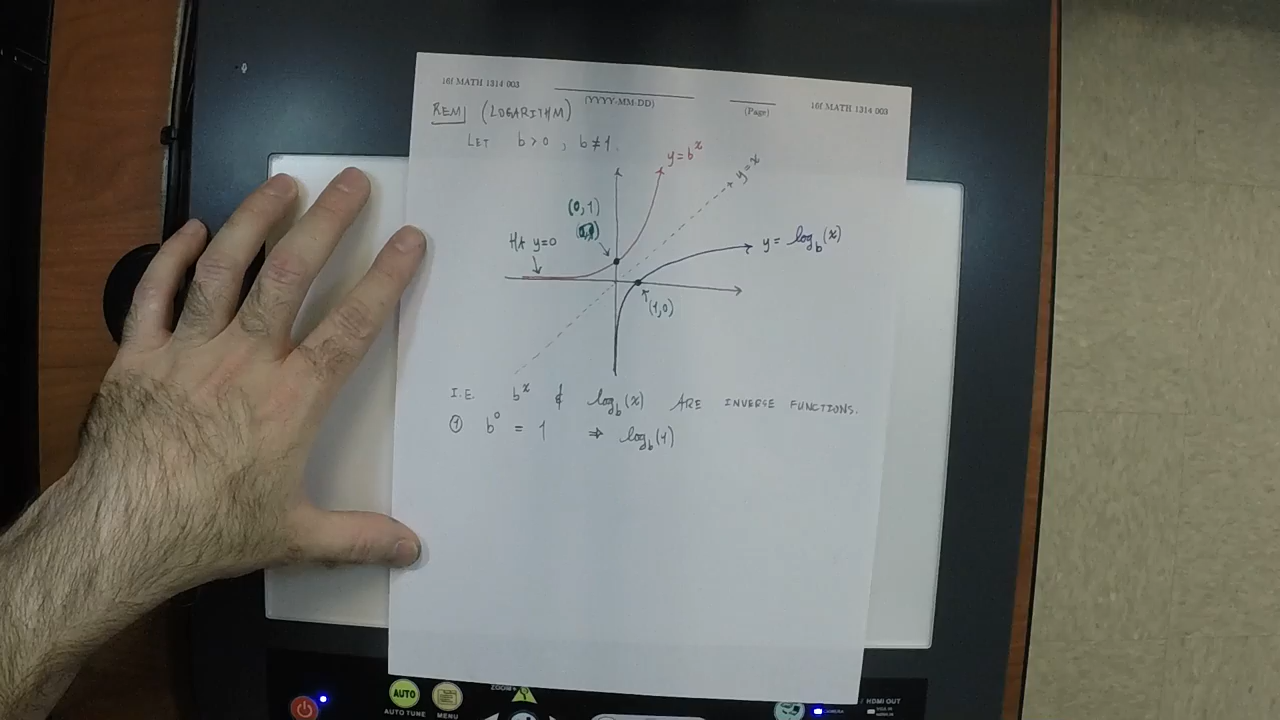 16f MATH 1314 003
(YYYY-MM-DD)
(Page)
16f MATH 1314 003
REM (LOGARITHM)
LET b > 0 , b ≠ 1.
y = b^x
y = x
(0, 1)
HA y=0
y = log_b(x)
(1,0)
I.E. b^x & log_b(x) ARE INVERSE FUNCTIONS.
① b^0 = 1 ⇒ log_b(1)
ZOOM+
AUTO
AUTO TUNE
MENU
/ HDMI OUT
CAMERA